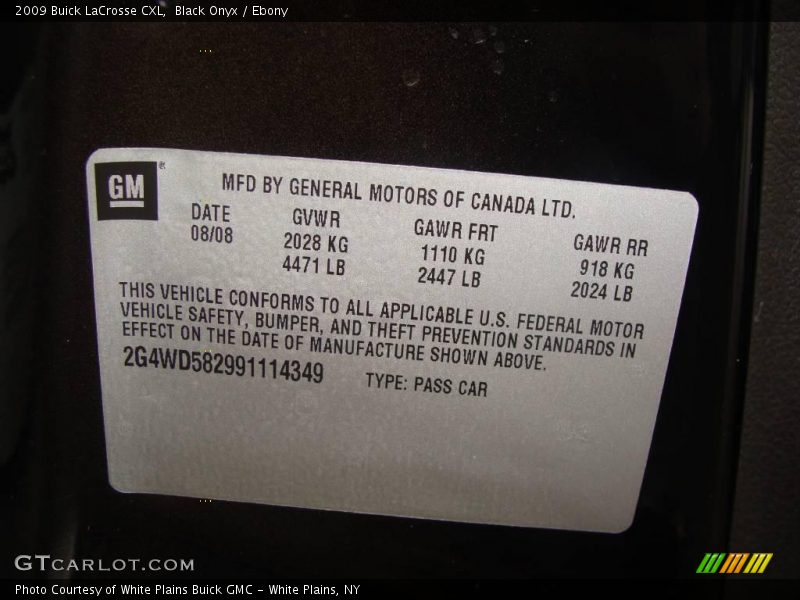 2009 Buick LaCrosse CXL, Black Onyx / Ebony
GM
MFD BY GENERAL MOTORS OF CANADA LTD.
DATE GVWR GAWR FRT GAWR RR
08/08 2028 KG 1110 KG 918 KG
4471 LB 2447 LB 2024 LB
THIS VEHICLE CONFORMS TO ALL APPLICABLE U.S. FEDERAL MOTOR
VEHICLE SAFETY, BUMPER, AND THEFT PREVENTION STANDARDS IN
EFFECT ON THE DATE OF MANUFACTURE SHOWN ABOVE.
2G4WD582991114349 TYPE: PASS CAR
GTCARLOT.COM
Photo Courtesy of White Plains Buick GMC - White Plains, NY